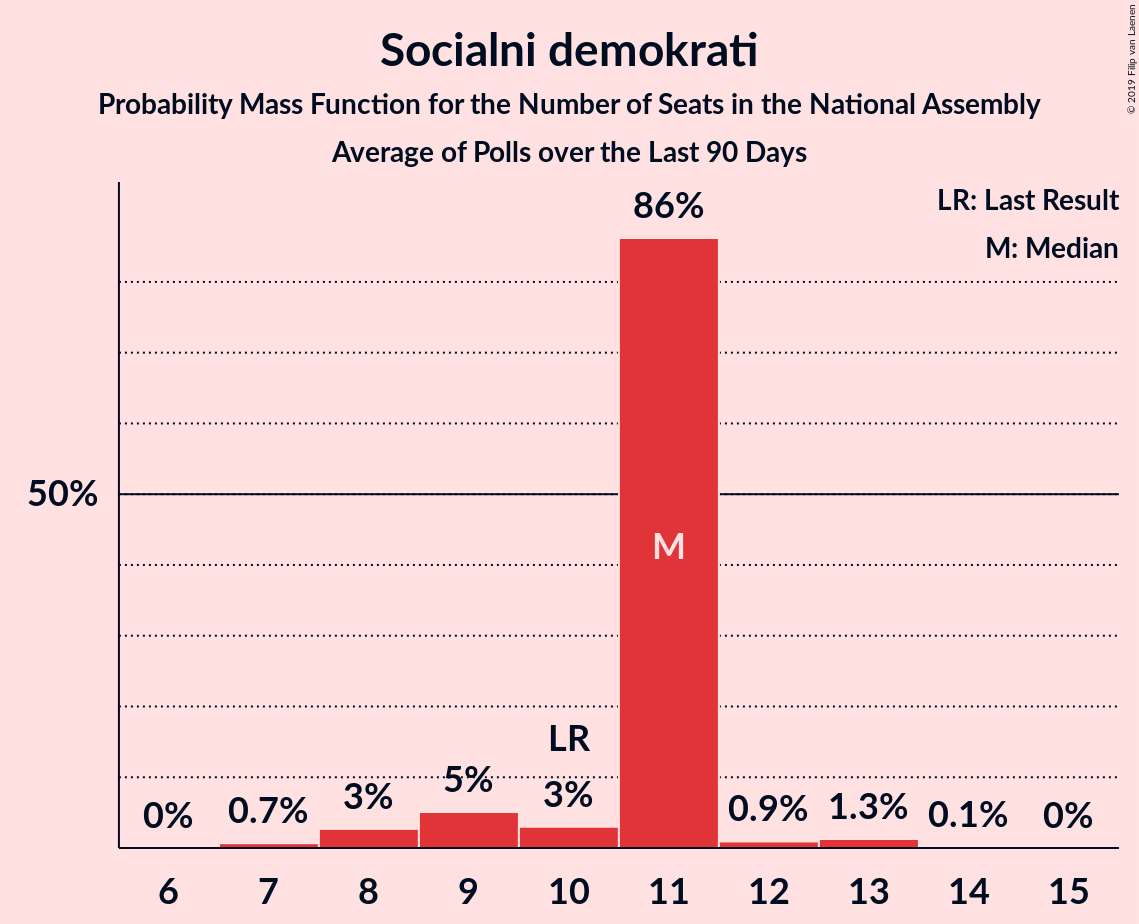 Socialni demokrati
Probability Mass Function for the Number of Seats in the National Assembly
Average of Polls over the Last 90 Days
© 2019 Filip van Laenen
LR: Last Result
M: Median
86%
50%
M
LR
0% 0.7% 3% 5% 3% 0.9% 1.3% 0.1% 0%
6 7 8 9 10 11 12 13 14 15